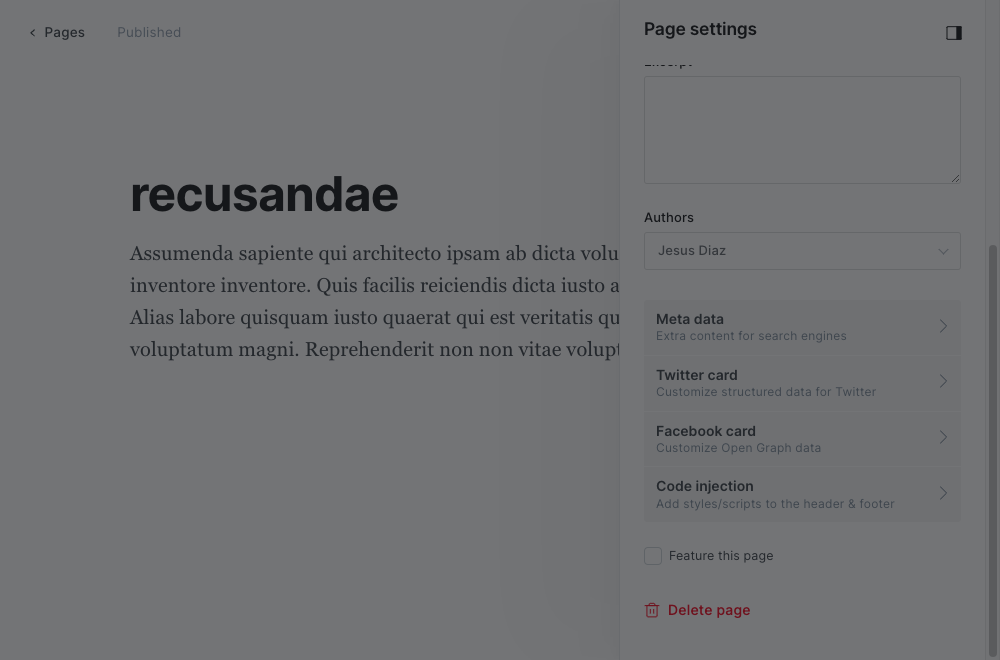 Pages
Published
Page settings
recusandae
Assumenda sapiente qui architecto ipsam ab dicta volu
inventore inventore. Quis facilis reiciendis dicta iusto a
Alias labore quisquam iusto quaerat qui est veritatis qu
voluptatum magni. Reprehenderit non non vitae volupt
Excerpt
Authors
Jesus Diaz
Meta data
Extra content for search engines
Twitter card
Customize structured data for Twitter
Facebook card
Customize Open Graph data
Code injection
Add styles/scripts to the header & footer
Feature this page
Delete page